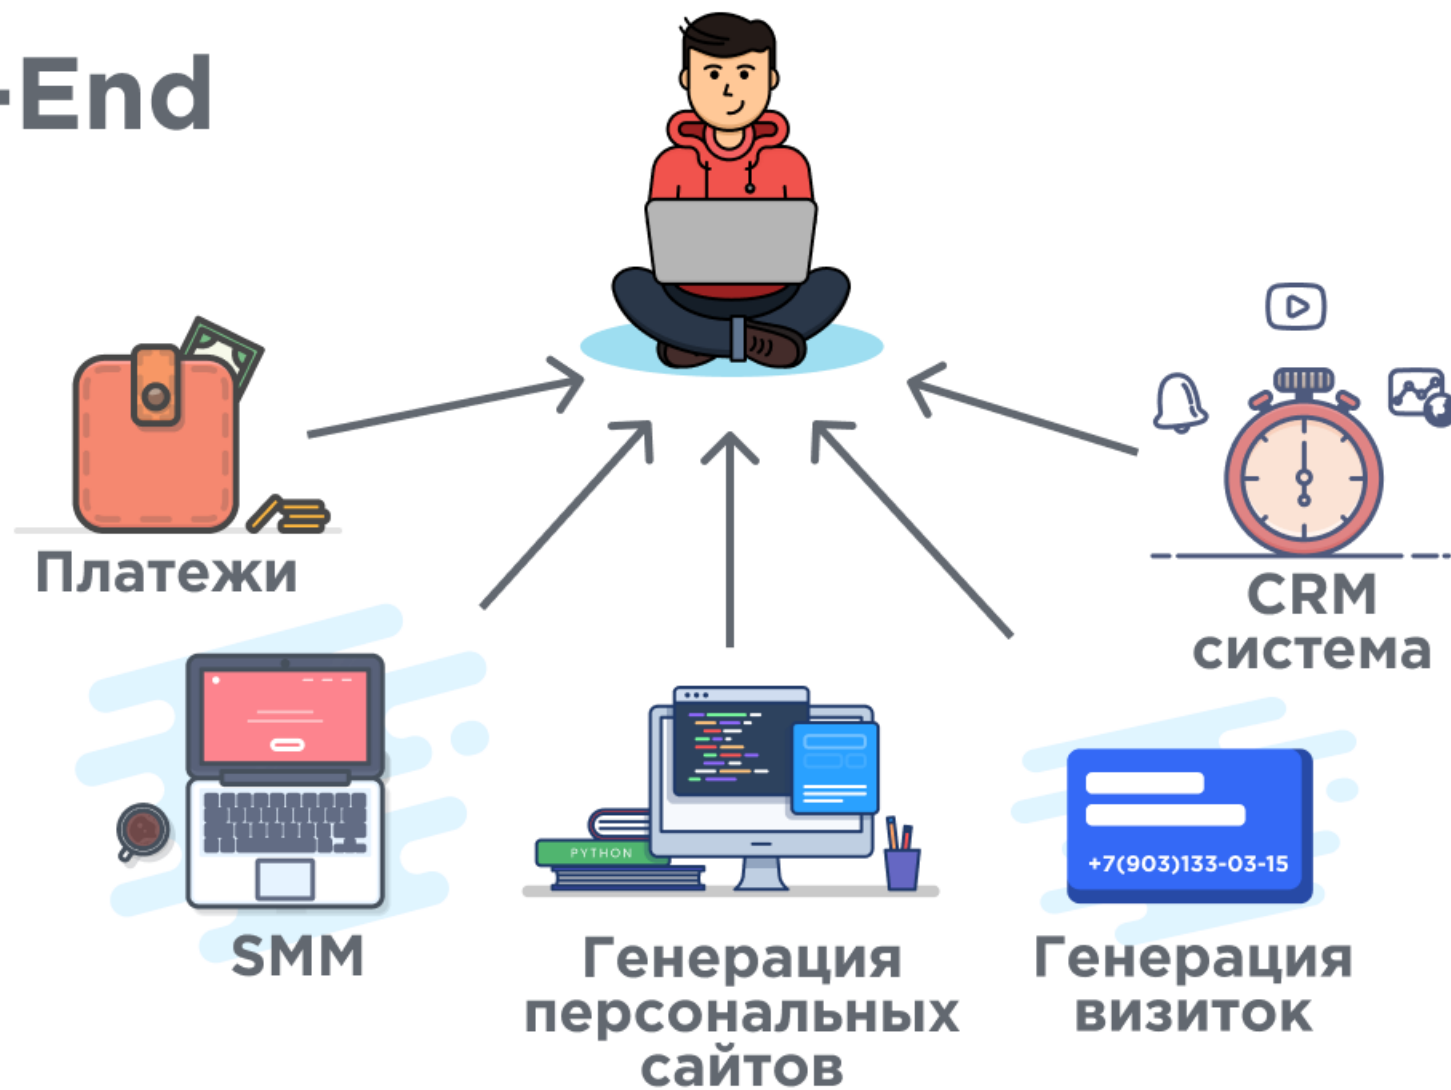 -End
Платежи
CRM
система
PYTHON
+7(903)133-03-15
SMM
Генерация
персональных
сайтов
Генерация
визиток